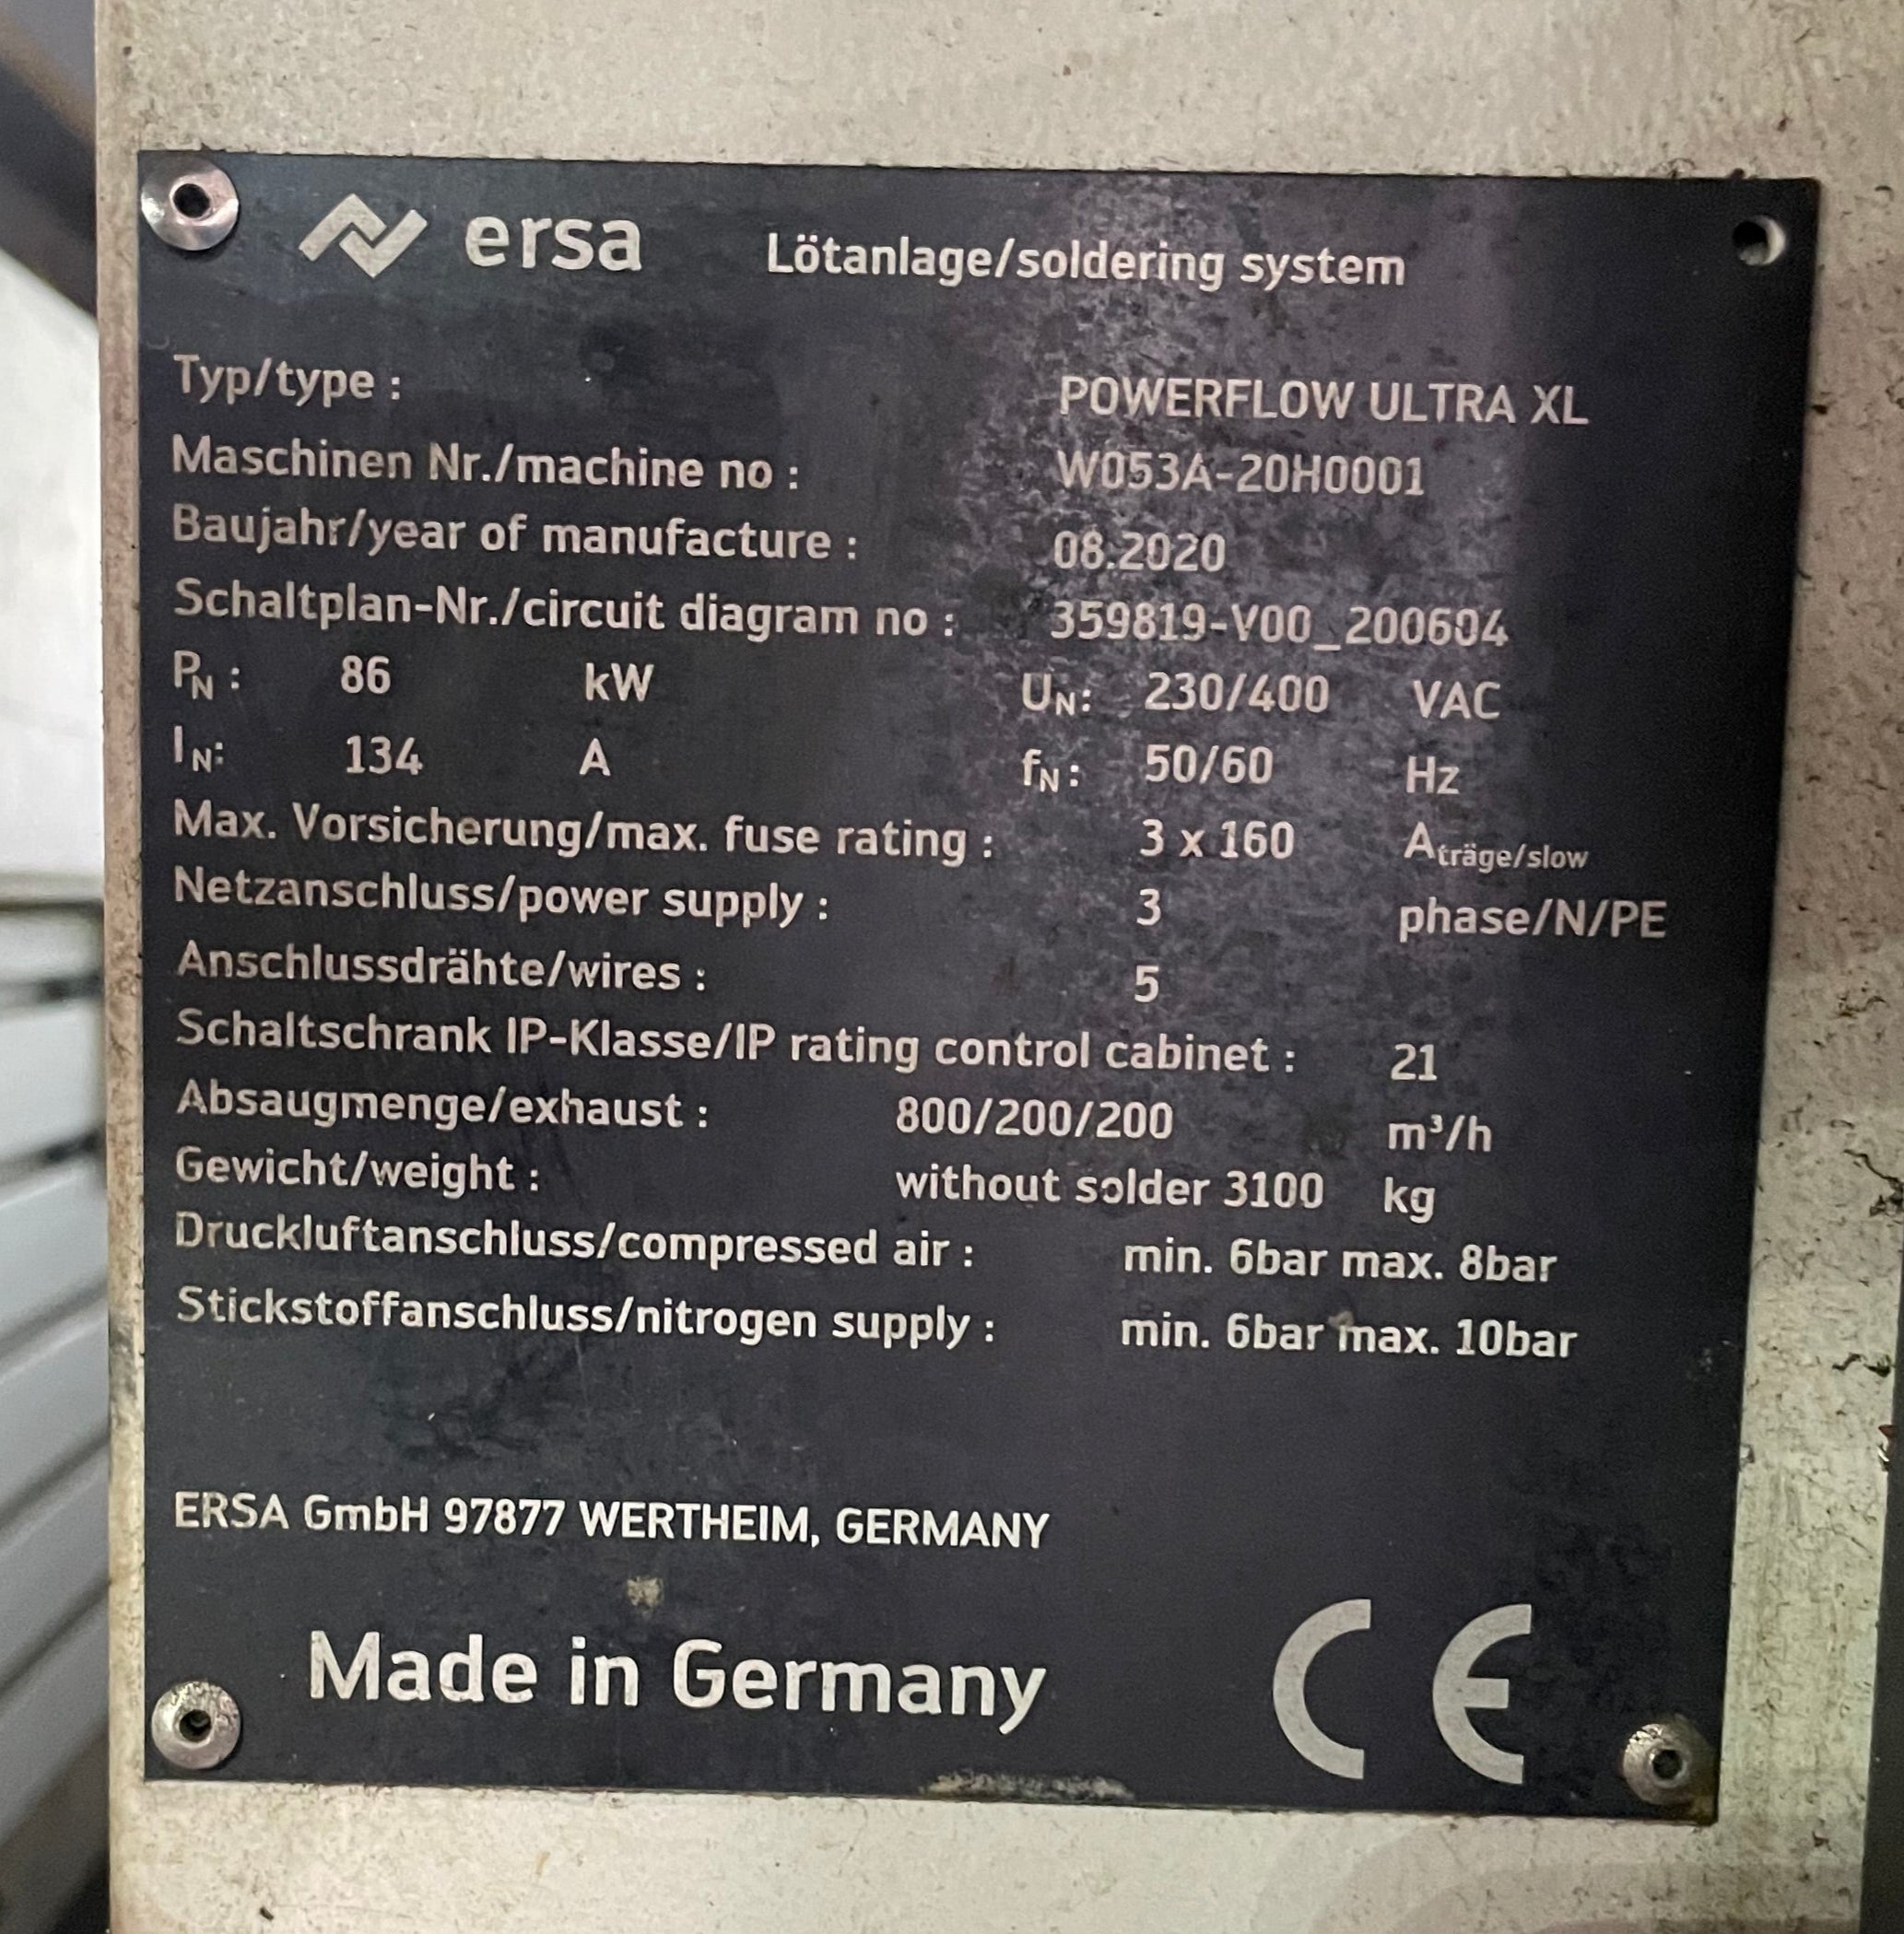 ersa Lötanlage/soldering system
Typ/type : POWERFLOW ULTRA XL
Maschinen Nr./machine no : W053A-20H0001
Baujahr/year of manufacture : 08.2020
Schaltplan-Nr./circuit diagram no : 359819-V00_200604
PN : 86 kW UN: 230/400 VAC
IN: 134 A fN: 50/60 Hz
Max. Vorsicherung/max. fuse rating : 3 x 160 Aträge/slow
Netzanschluss/power supply : 3 phase/N/PE
Anschlussdrähte/wires : 5
Schaltschrank IP-Klasse/IP rating control cabinet : 21
Absaugmenge/exhaust : 800/200/200 m³/h
Gewicht/weight : without solder 3100 kg
Druckluftanschluss/compressed air : min. 6bar max. 8bar
Stickstoffanschluss/nitrogen supply : min. 6bar max. 10bar
ERSA GmbH 97877 WERTHEIM, GERMANY
Made in Germany CE